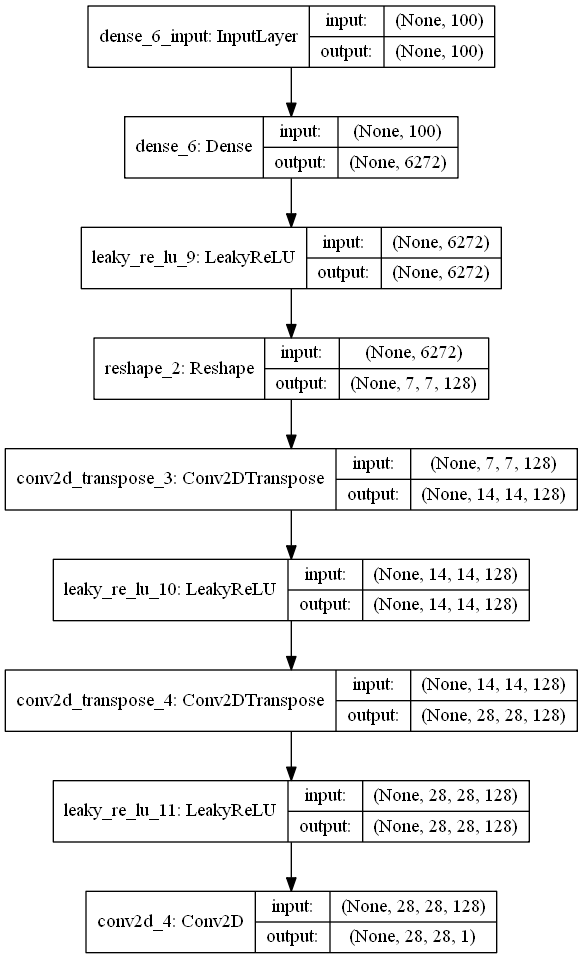 dense_6_input: InputLayer
input: (None, 100)
output: (None, 100)
dense_6: Dense
input: (None, 100)
output: (None, 6272)
leaky_re_lu_9: LeakyReLU
input: (None, 6272)
output: (None, 6272)
reshape_2: Reshape
input: (None, 6272)
output: (None, 7, 7, 128)
conv2d_transpose_3: Conv2DTranspose
input: (None, 7, 7, 128)
output: (None, 14, 14, 128)
leaky_re_lu_10: LeakyReLU
input: (None, 14, 14, 128)
output: (None, 14, 14, 128)
conv2d_transpose_4: Conv2DTranspose
input: (None, 14, 14, 128)
output: (None, 28, 28, 128)
leaky_re_lu_11: LeakyReLU
input: (None, 28, 28, 128)
output: (None, 28, 28, 128)
conv2d_4: Conv2D
input: (None, 28, 28, 128)
output: (None, 28, 28, 1)